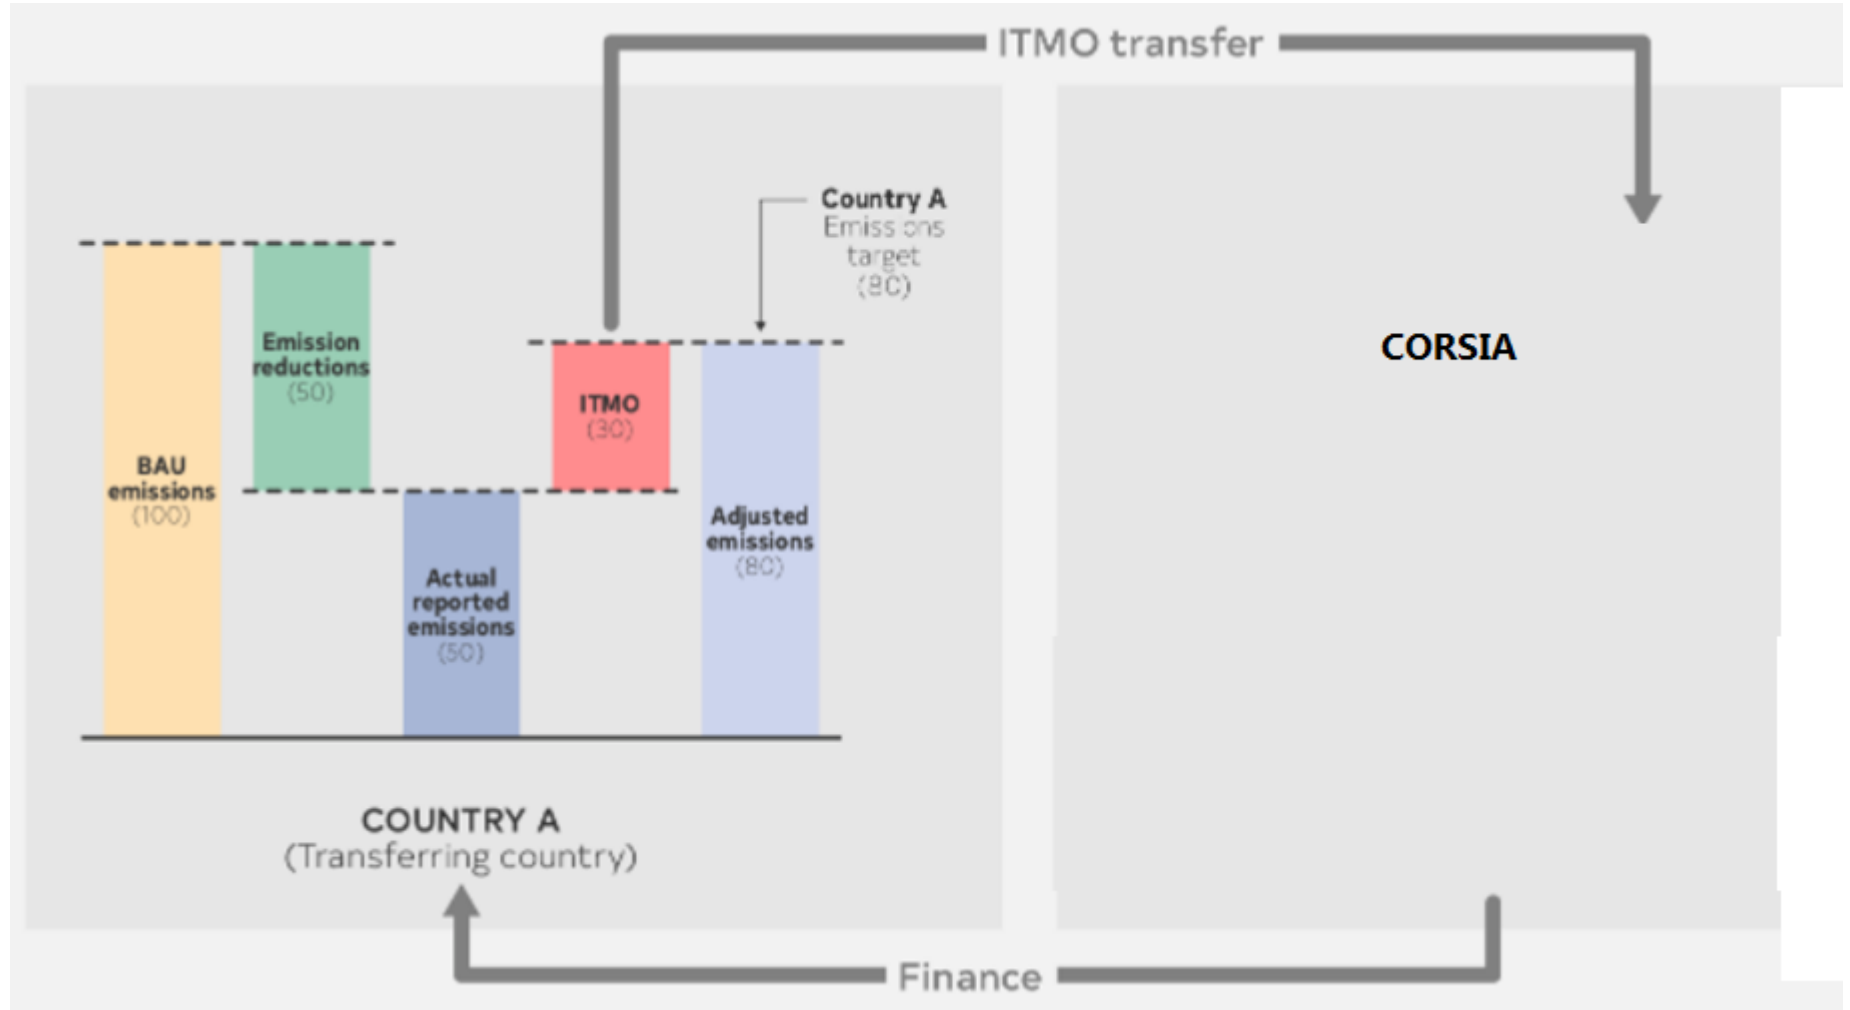 ITMO transfer
Country A
Emissions
target
(80)
Emission
reductions
(50)
CORSIA
ITMO
(30)
BAU
emissions
(100)
Adjusted
emissions
(80)
Actual
reported
emissions
(50)
COUNTRY A
(Transferring country)
Finance